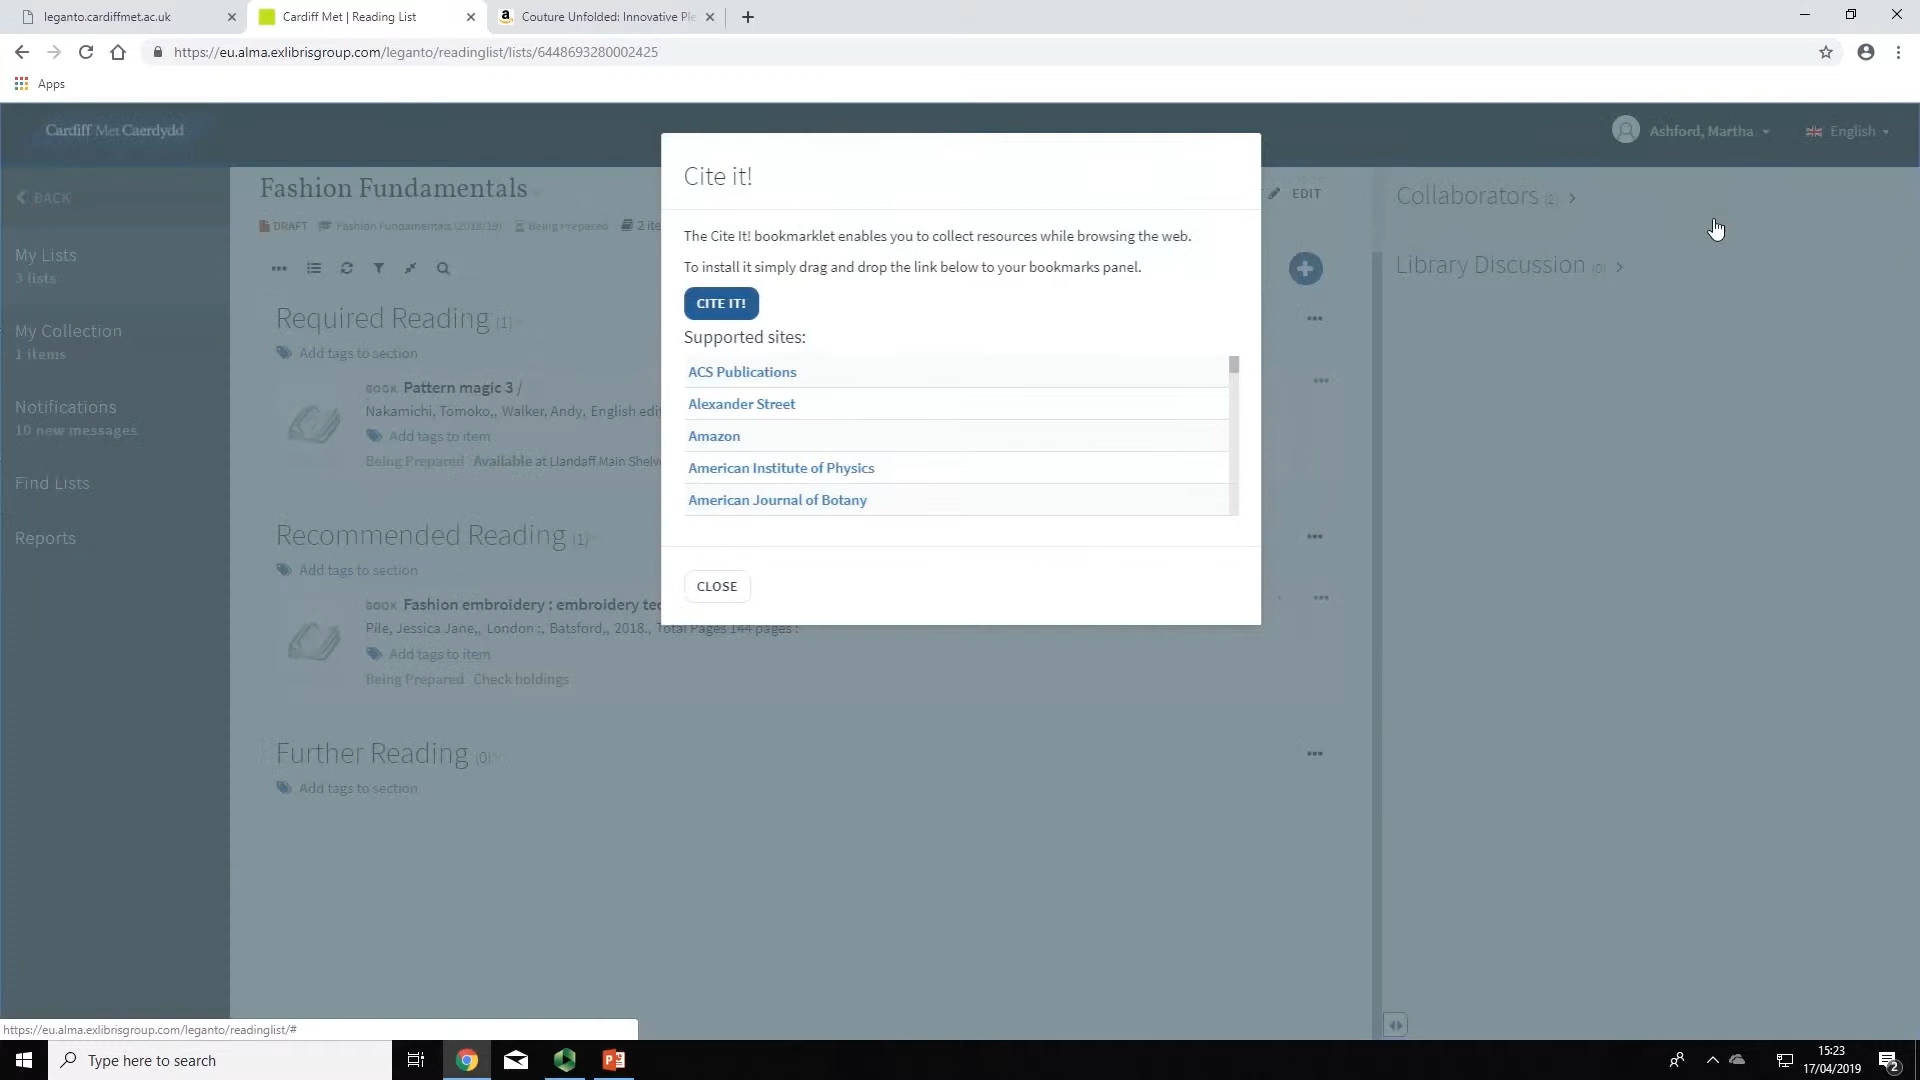 leganto.cardiffmet.ac.uk
Cardiff Met | Reading List
Couture Unfolded: Innovative Ple
https://eu.alma.exlibrisgroup.com/leganto/readinglist/lists/6448693280002425
Apps
Cardiff Met Caerdydd
Ashford, Martha
English
BACK
My Lists
3 lists
My Collection
1 items
Notifications
10 new messages
Find Lists
Reports
Fashion Fundamentals
EDIT
DRAFT Fashion Fundamentals (2018/19) Being Prepared 2 ite
Required Reading (1)
Add tags to section
BOOK Pattern magic 3 /
Nakamichi, Tomoko,, Walker, Andy, English edi
Add tags to item
Being Prepared Available at Llandaff Main Shelv
Recommended Reading (1)
Add tags to section
BOOK Fashion embroidery : embroidery te
Pile, Jessica Jane,, London :, Batsford,, 2018., Total Pages 144 pages :
Add tags to item
Being Prepared Check holdings
Further Reading (0)
Add tags to section
Cite it!
The Cite It! bookmarklet enables you to collect resources while browsing the web.
To install it simply drag and drop the link below to your bookmarks panel.
CITE IT!
Supported sites:
ACS Publications
Alexander Street
Amazon
American Institute of Physics
American Journal of Botany
CLOSE
Collaborators (2)
Library Discussion (0)
https://eu.alma.exlibrisgroup.com/leganto/readinglist/#
Type here to search
15:23
17/04/2019
2